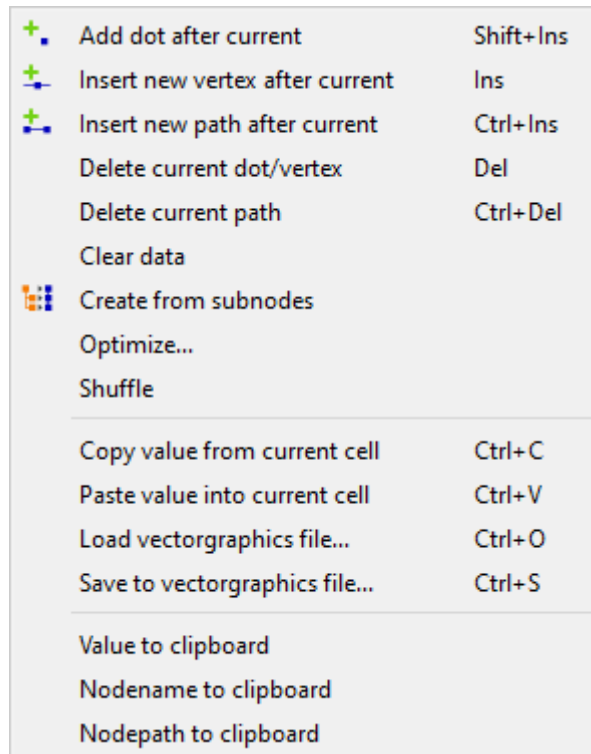 Add dot after current Shift+Ins
Insert new vertex after current Ins
Insert new path after current Ctrl+Ins
Delete current dot/vertex Del
Delete current path Ctrl+Del
Clear data
Create from subnodes
Optimize...
Shuffle
Copy value from current cell Ctrl+C
Paste value into current cell Ctrl+V
Load vectorgraphics file... Ctrl+O
Save to vectorgraphics file... Ctrl+S
Value to clipboard
Nodename to clipboard
Nodepath to clipboard